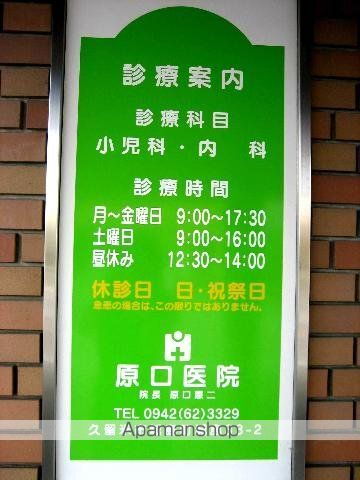 診療案内
診療科目
小児科・内　科
診療時間
月～金曜日 9:00～17:30
土曜日 9:00～16:00
昼休み 12:30～14:00
休診日　日・祝祭日
急患の場合は、この限りではありません。
原口医院
院長 原口
TEL 0942(62)3329
久留
3-2
Apamanshop